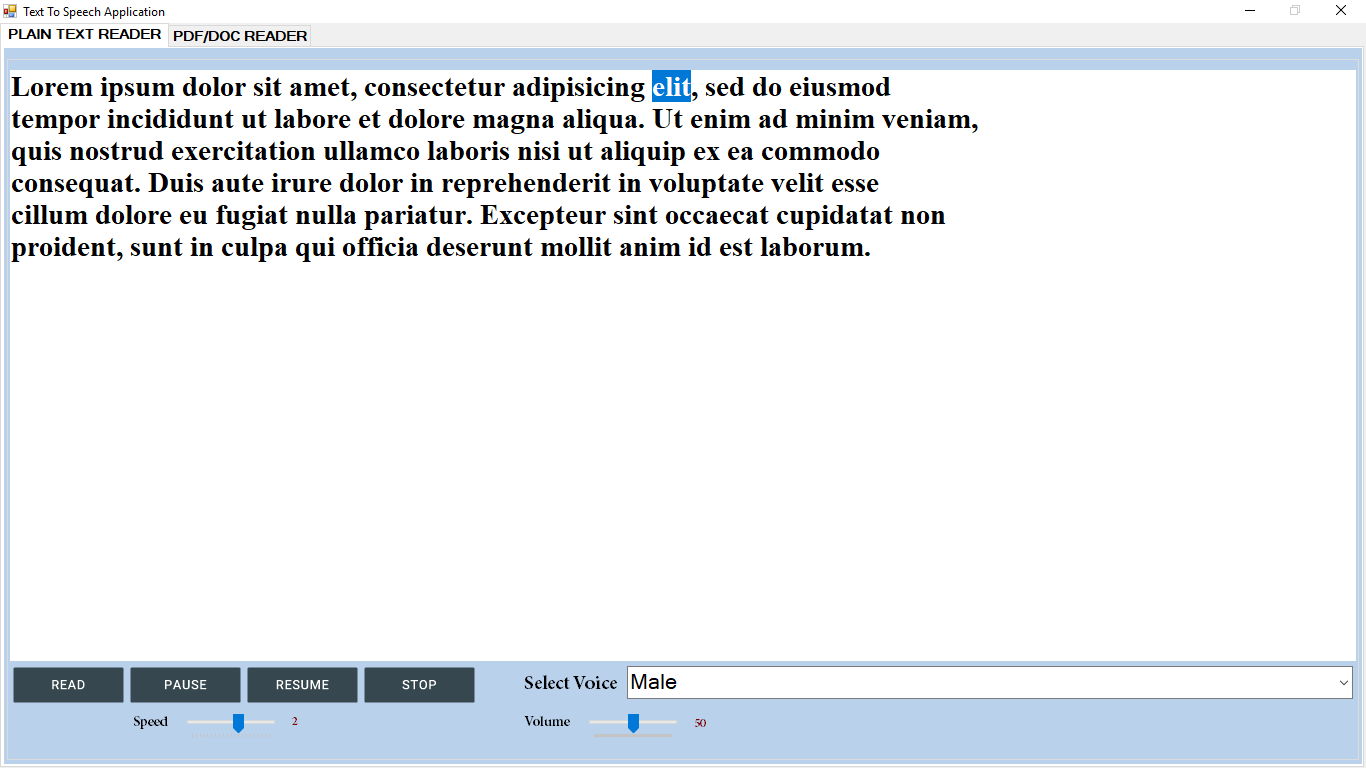 Text To Speech Application
PLAIN TEXT READER PDF/DOC READER
Lorem ipsum dolor sit amet, consectetur adipisicing elit, sed do eiusmod
tempor incididunt ut labore et dolore magna aliqua. Ut enim ad minim veniam,
quis nostrud exercitation ullamco laboris nisi ut aliquip ex ea commodo
consequat. Duis aute irure dolor in reprehenderit in voluptate velit esse
cillum dolore eu fugiat nulla pariatur. Excepteur sint occaecat cupidatat non
proident, sunt in culpa qui officia deserunt mollit anim id est laborum.
READ PAUSE RESUME STOP Select Voice Male
Speed 2 Volume 50